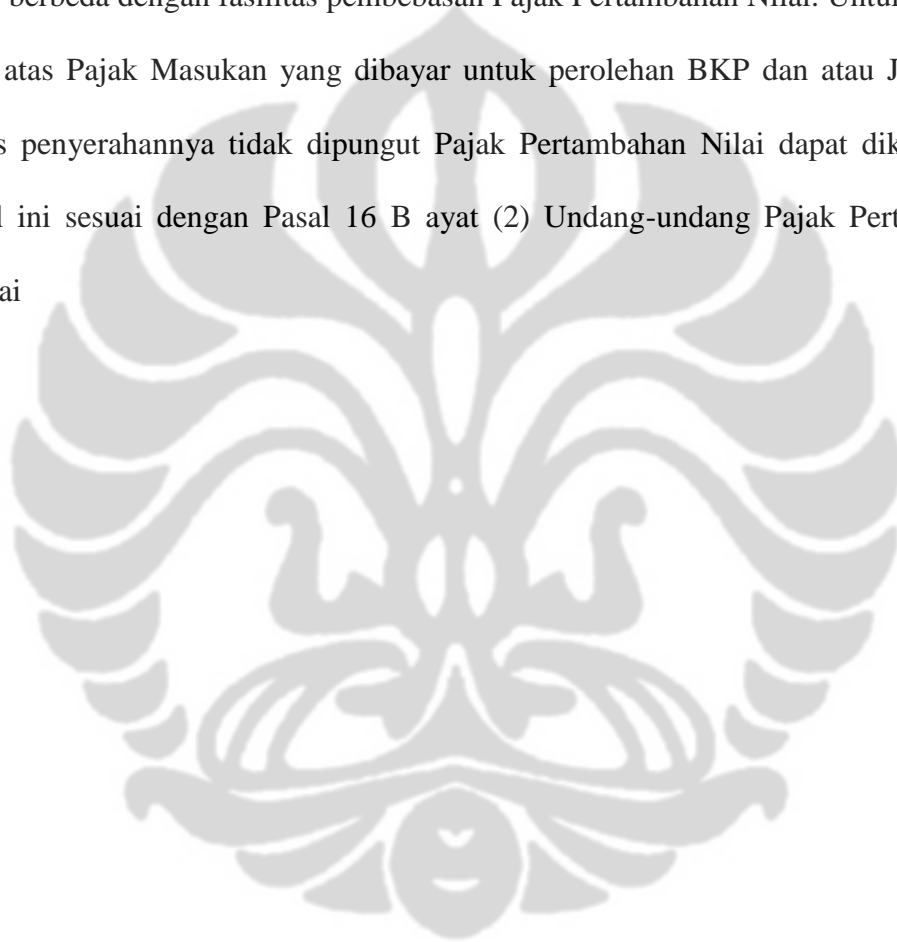 berbeda dengan fasilitas pembebasan Pajak Pertambahan Nilai. Untuk
atas Pajak Masukan yang dibayar untuk perolehan BKP dan atau J
s penyerahannya tidak dipungut Pajak Pertambahan Nilai dapat dik
l ini sesuai dengan Pasal 16 B ayat (2) Undang-undang Pajak Pert
ai